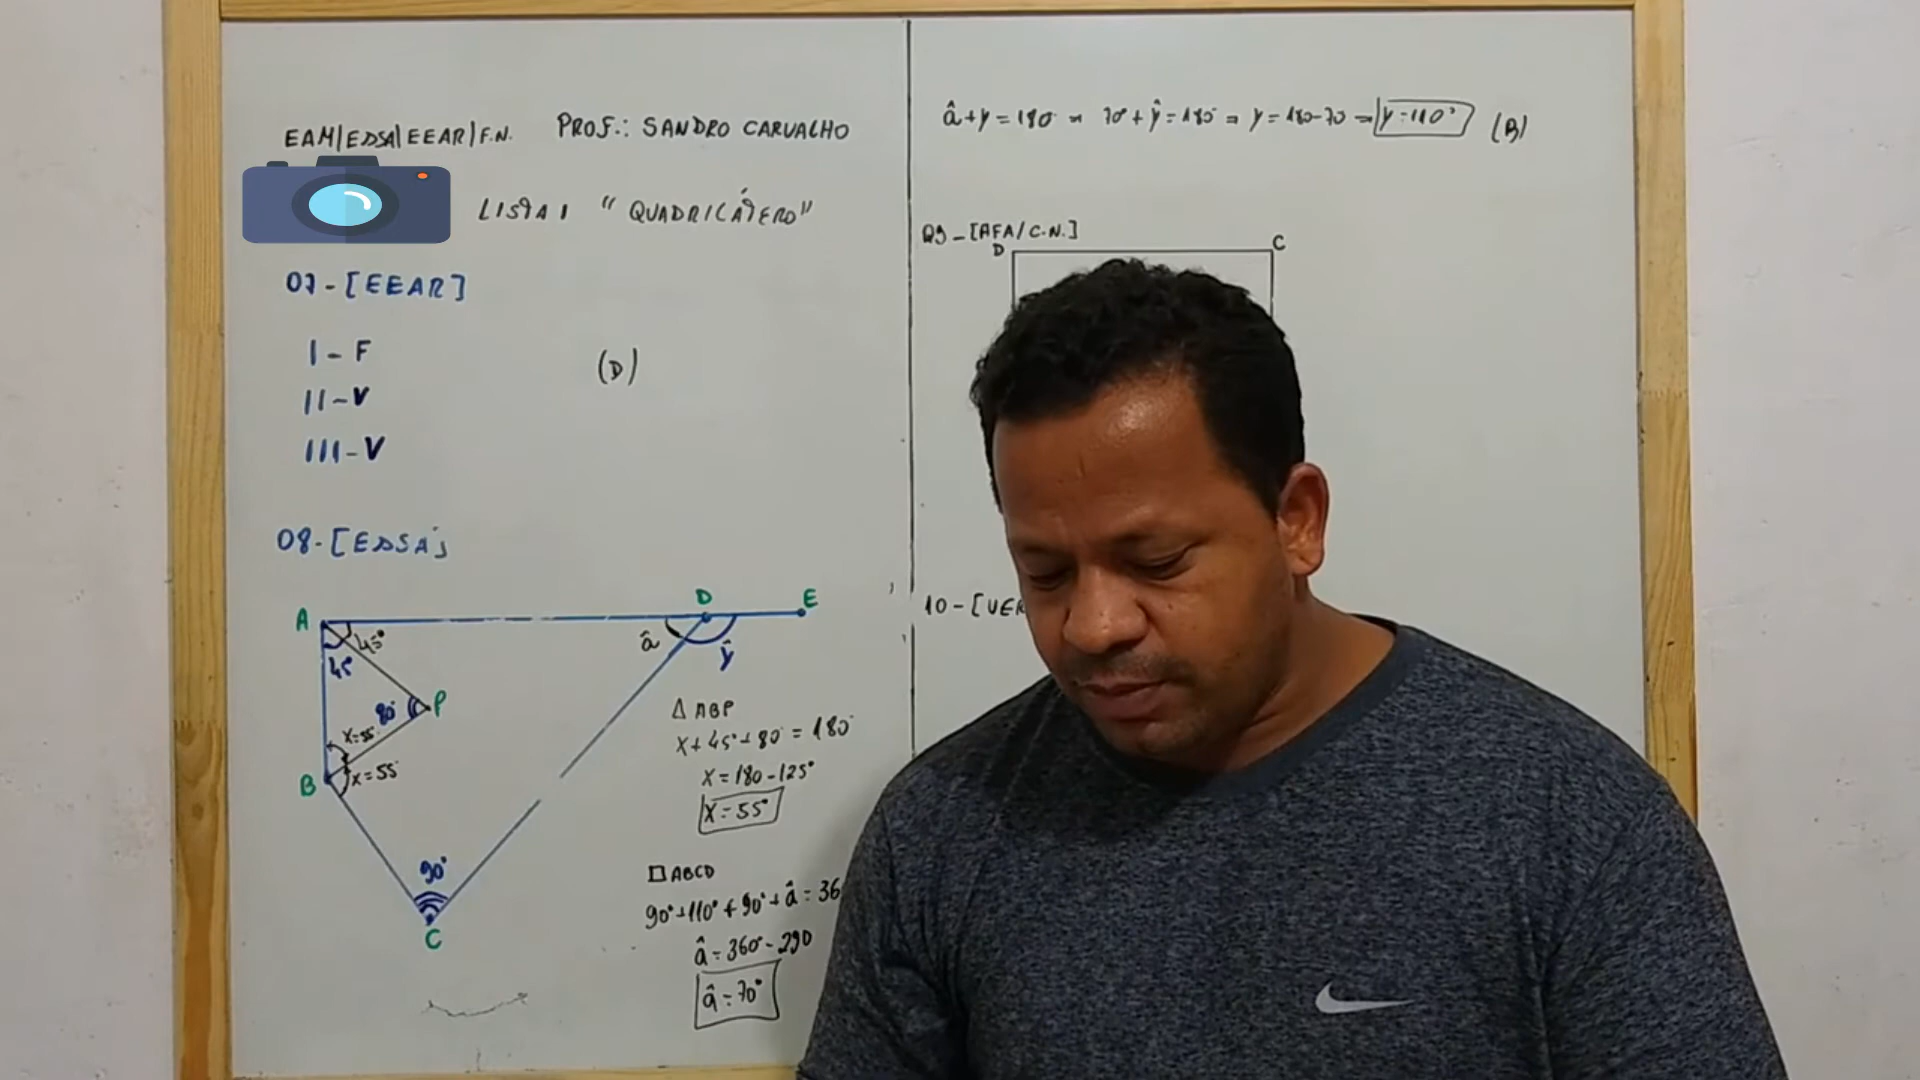 EAM/EDSA/EEAR/F.N. PROF.: SANDRO CARVALHO
LISTA 1 "QUADRILÁTERO"
07-[EEAR]
I-F
(D)
II-V
III-V
08-[EDSA]
A
D
E
45°
45°
â
ŷ
80°
P
x=55°
x=55°
B
90°
C
Δ ABP
x+45°+80°=180°
x=180-125°
x=55°
□ABCD
90°+110°+90°+â=36
â=360°-290
â=70°
â+y=180 ⇒ 70°+ŷ=180° ⇒ y=180-70 ⇒ y=110° (B)
09-[AFA/C.N.]
D
C
10-[VER